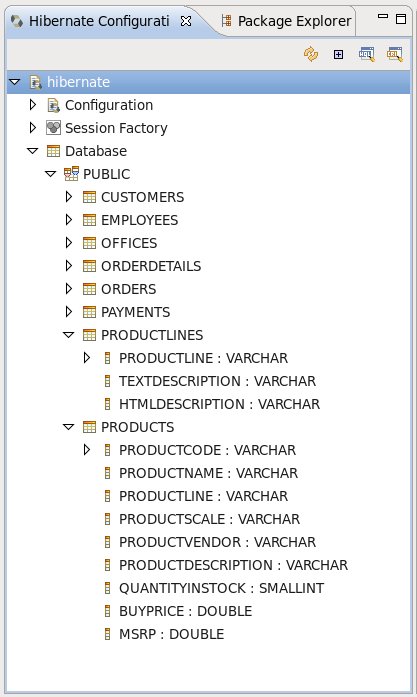 Hibernate Configurati
Package Explorer
hibernate
Configuration
Session Factory
Database
PUBLIC
CUSTOMERS
EMPLOYEES
OFFICES
ORDERDETAILS
ORDERS
PAYMENTS
PRODUCTLINES
PRODUCTLINE : VARCHAR
TEXTDESCRIPTION : VARCHAR
HTMLDESCRIPTION : VARCHAR
PRODUCTS
PRODUCTCODE : VARCHAR
PRODUCTNAME : VARCHAR
PRODUCTLINE : VARCHAR
PRODUCTSCALE : VARCHAR
PRODUCTVENDOR : VARCHAR
PRODUCTDESCRIPTION : VARCHAR
QUANTITYINSTOCK : SMALLINT
BUYPRICE : DOUBLE
MSRP : DOUBLE